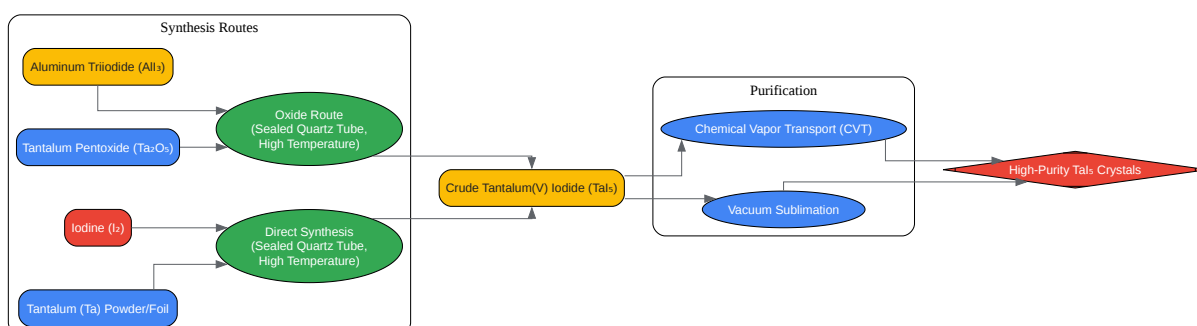 Synthesis Routes
Aluminum Triiodide (AlI₃)
Oxide Route
(Sealed Quartz Tube,
High Temperature)
Tantalum Pentoxide (Ta₂O₅)
Iodine (I₂)
Direct Synthesis
(Sealed Quartz Tube,
High Temperature)
Tantalum (Ta) Powder/Foil
Crude Tantalum(V) Iodide (TaI₅)
Purification
Chemical Vapor Transport (CVT)
Vacuum Sublimation
High-Purity TaI₅ Crystals